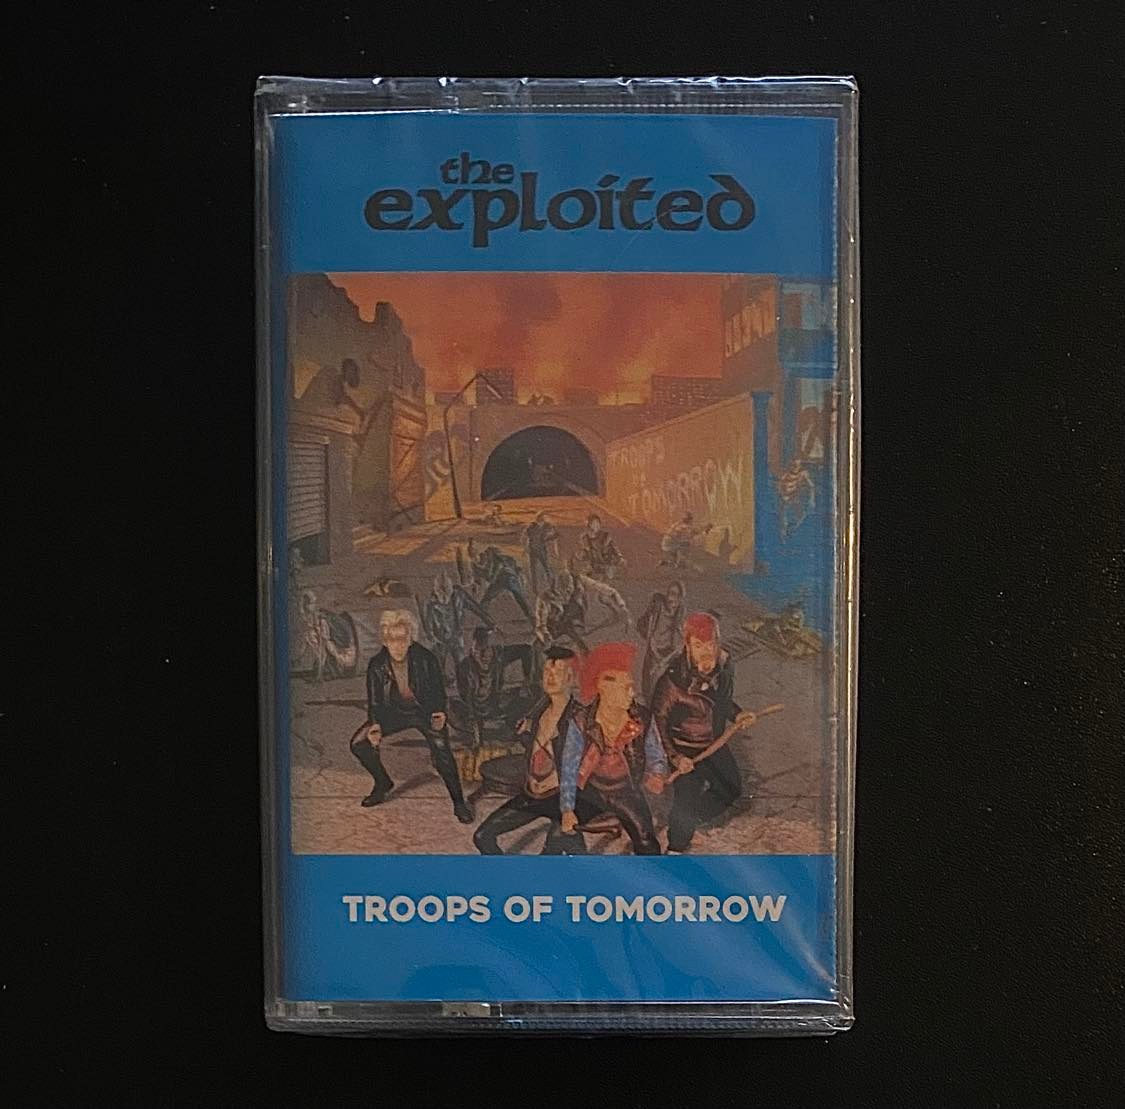 the
exploited
TROOPS
OF
TOMORROW
TROOPS OF TOMORROW